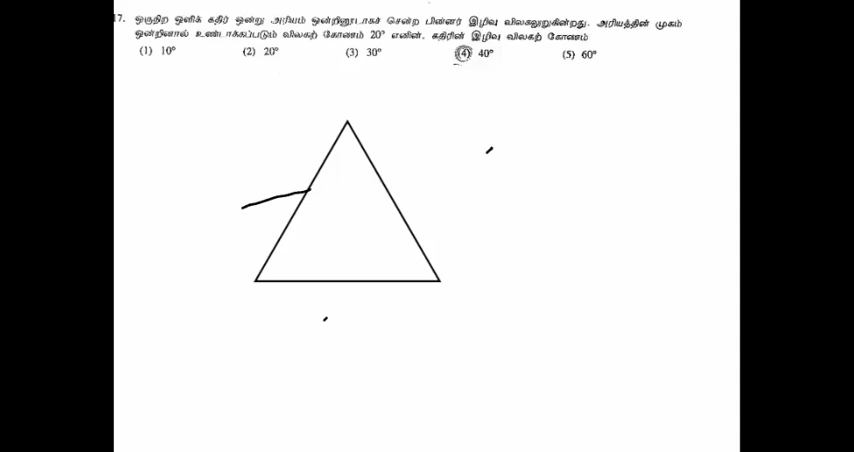 17. ஒருநிற ஒளிக் கதிர் ஒன்று அரியம் ஒன்றினூடாகச் சென்ற பின்னர் இழிவு விலகலுறுகின்றது. அரியத்தின் முகம்
ஒன்றினால் உண்டாக்கப்படும் விலகற் கோணம் 20° எனின், கதிரின் இழிவு விலகற் கோணம்
(1) 10° (2) 20° (3) 30° (4) 40° (5) 60°